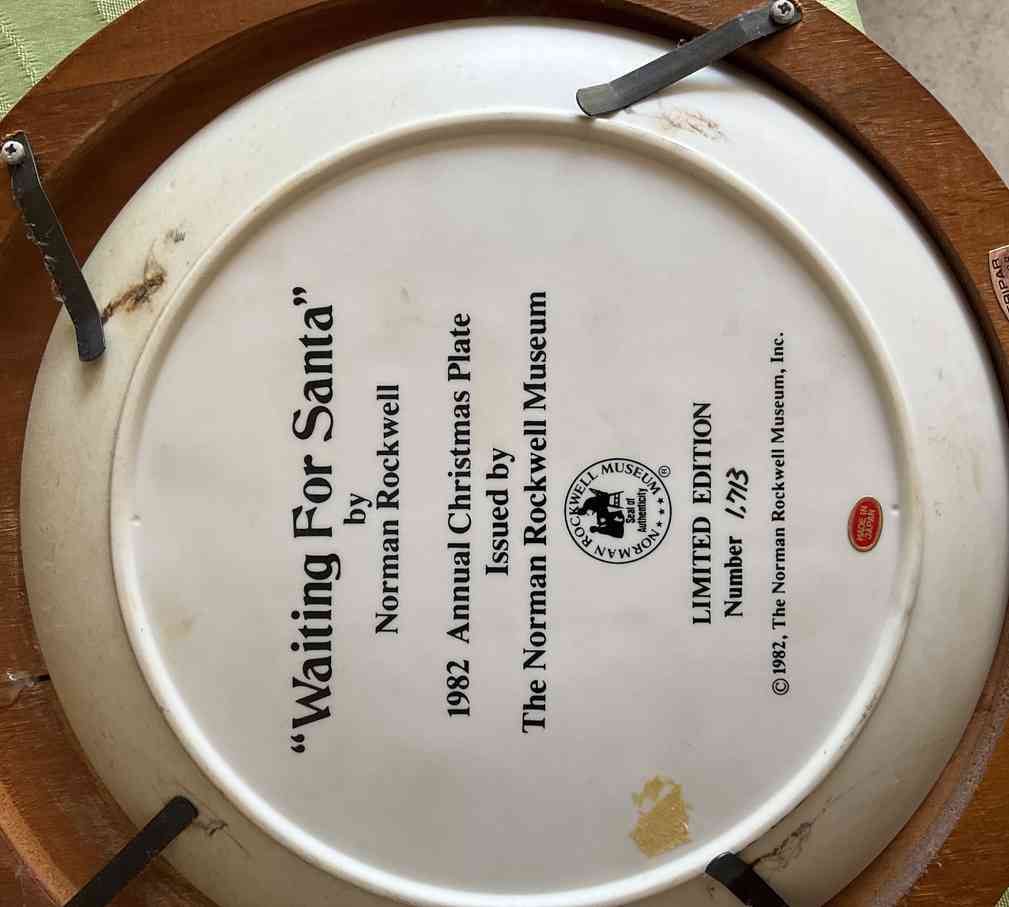 “Waiting For Santa”
by
Norman Rockwell
1982 Annual Christmas Plate
Issued by
The Norman Rockwell Museum
NORMAN ROCKWELL MUSEUM
Seal of
Authenticity
®
LIMITED EDITION
Number 1,713
© 1982, The Norman Rockwell Museum, Inc.
MADE IN
JAPAN